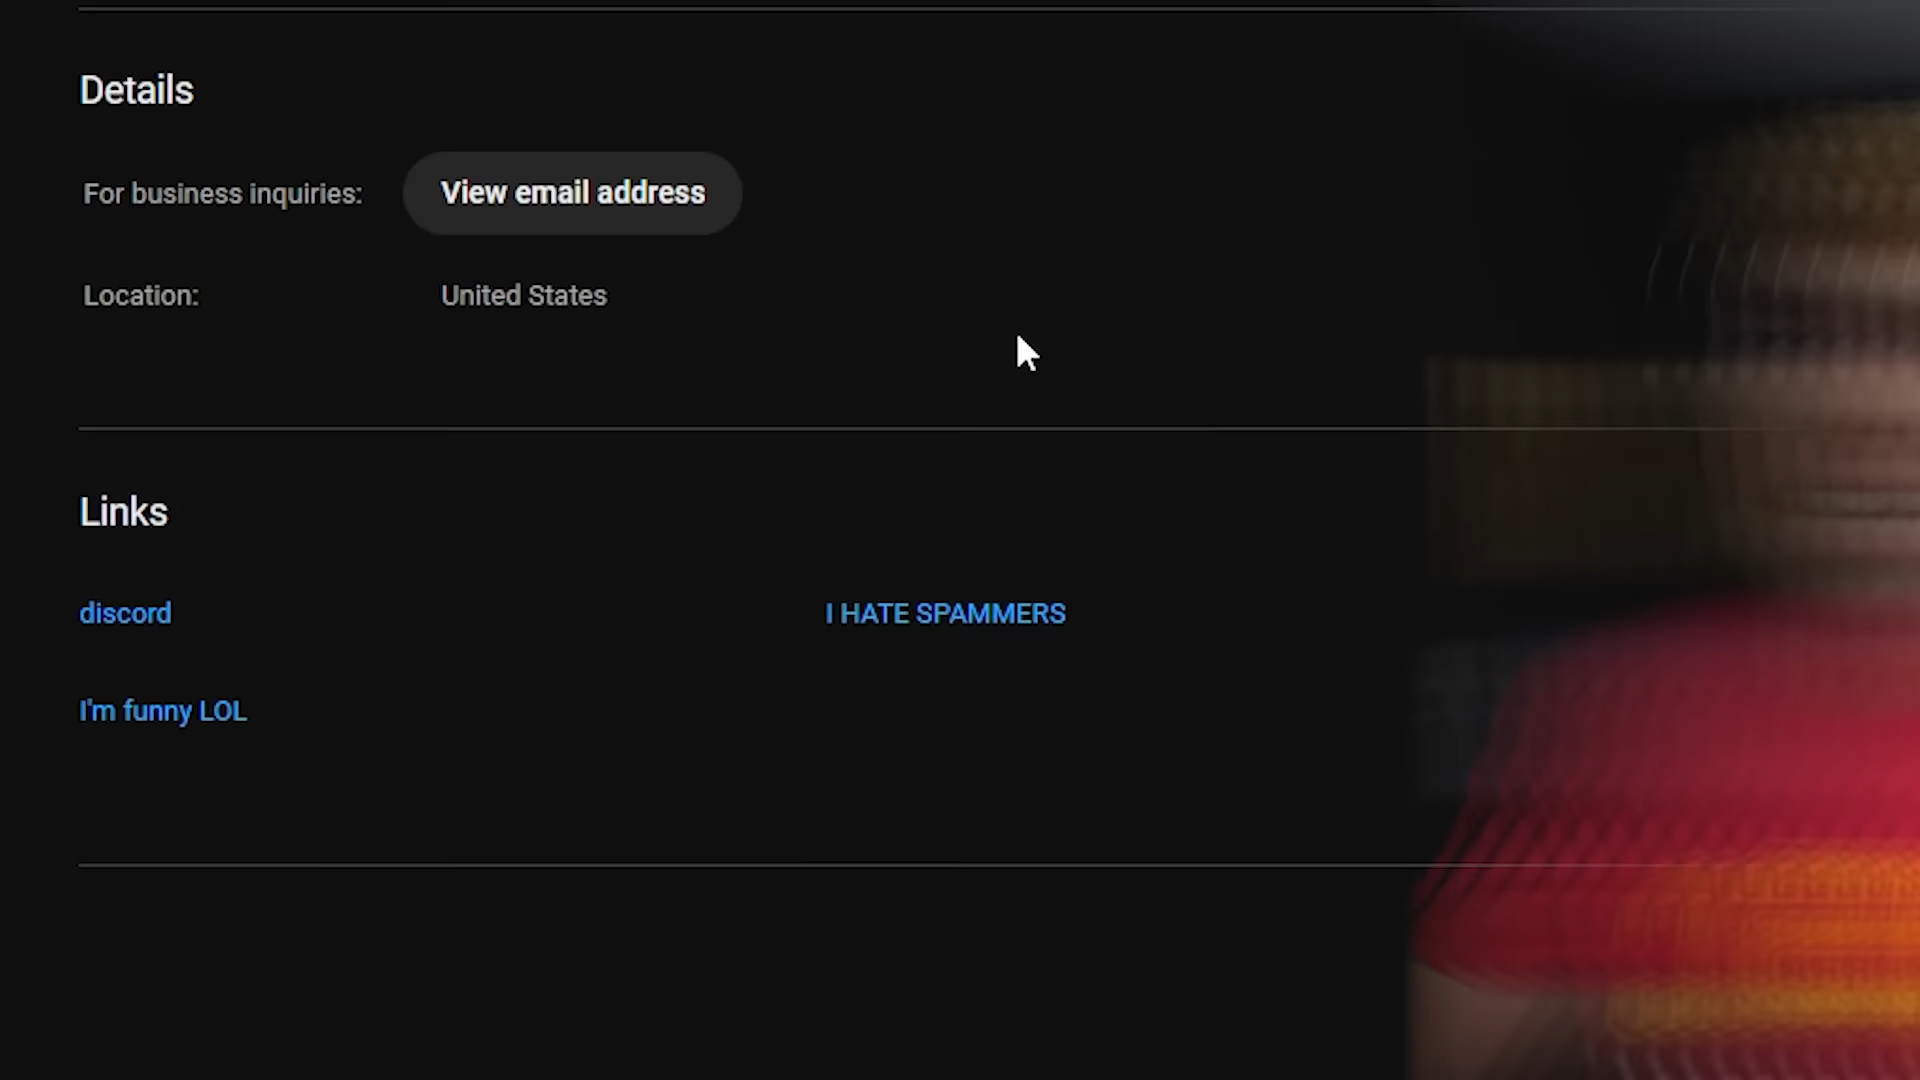 Details
For business inquiries: View email address
Location: United States
Links
discord I HATE SPAMMERS
I'm funny LOL